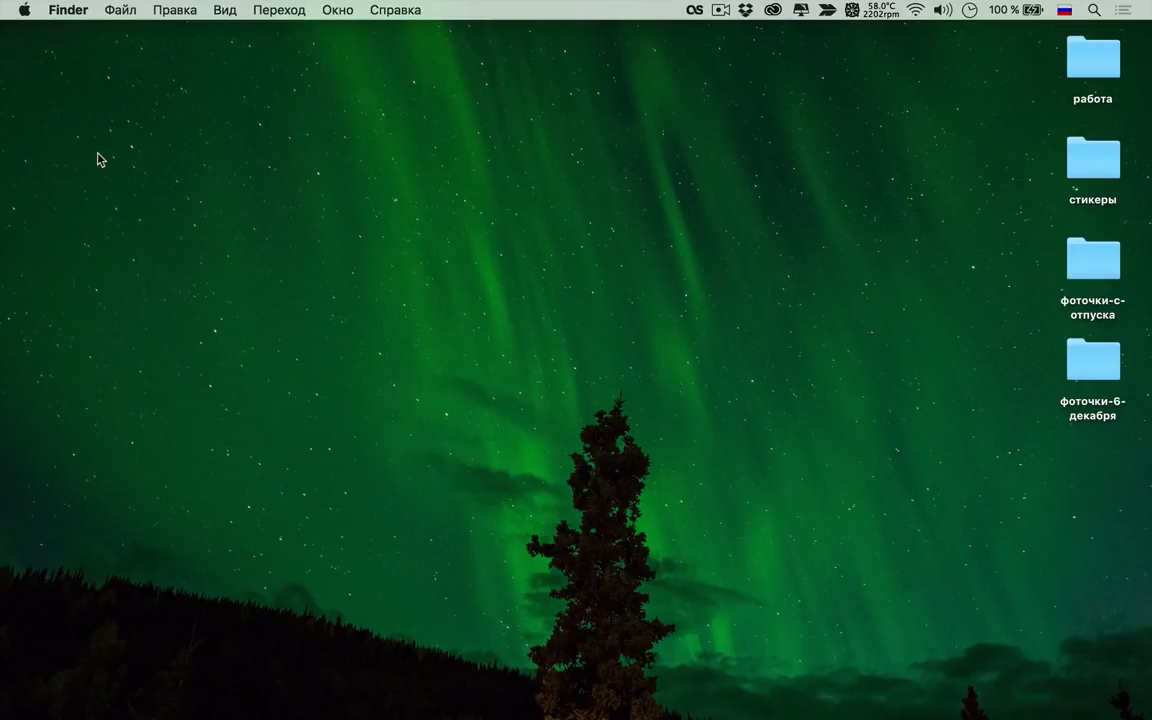 Finder Файл Правка Вид Переход Окно Справка 58.0°C 2202rpm 100 %
работа
стикеры
фоточки-с-
отпуска
фоточки-6-
декабря